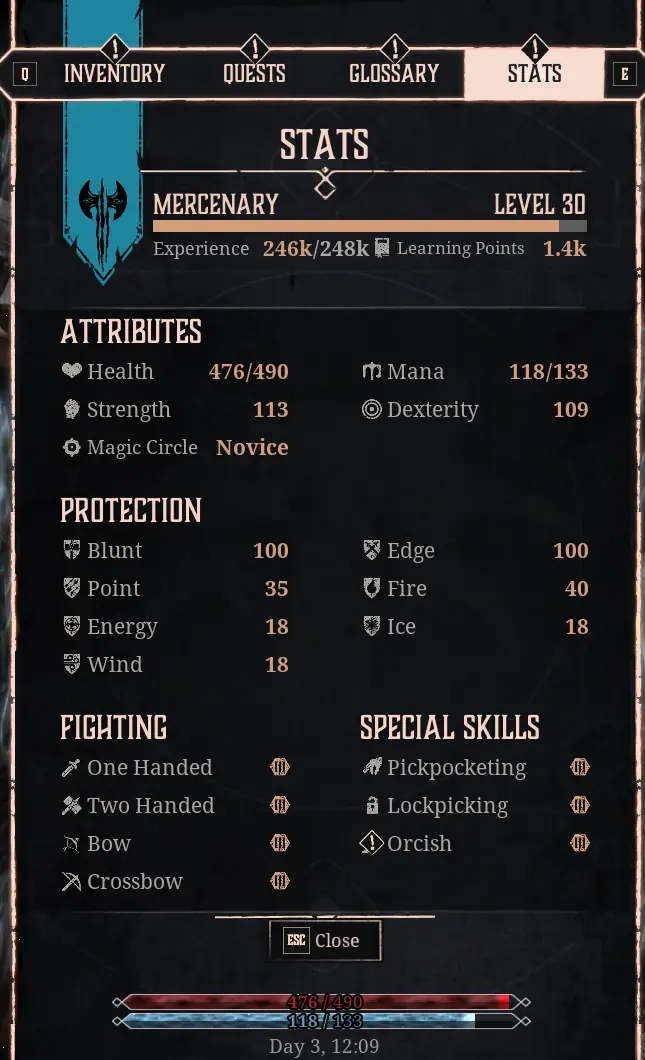 Q INVENTORY QUESTS GLOSSARY STATS E
STATS
MERCENARY LEVEL 30
Experience 246k/248k Learning Points 1.4k
ATTRIBUTES
Health 476/490 Mana 118/133
Strength 113 Dexterity 109
Magic Circle Novice
PROTECTION
Blunt 100 Edge 100
Point 35 Fire 40
Energy 18 Ice 18
Wind 18
FIGHTING SPECIAL SKILLS
One Handed Pickpocketing
Two Handed Lockpicking
Bow Orcish
Crossbow
ESC Close
476 / 490
118 / 133
Day 3, 12:09